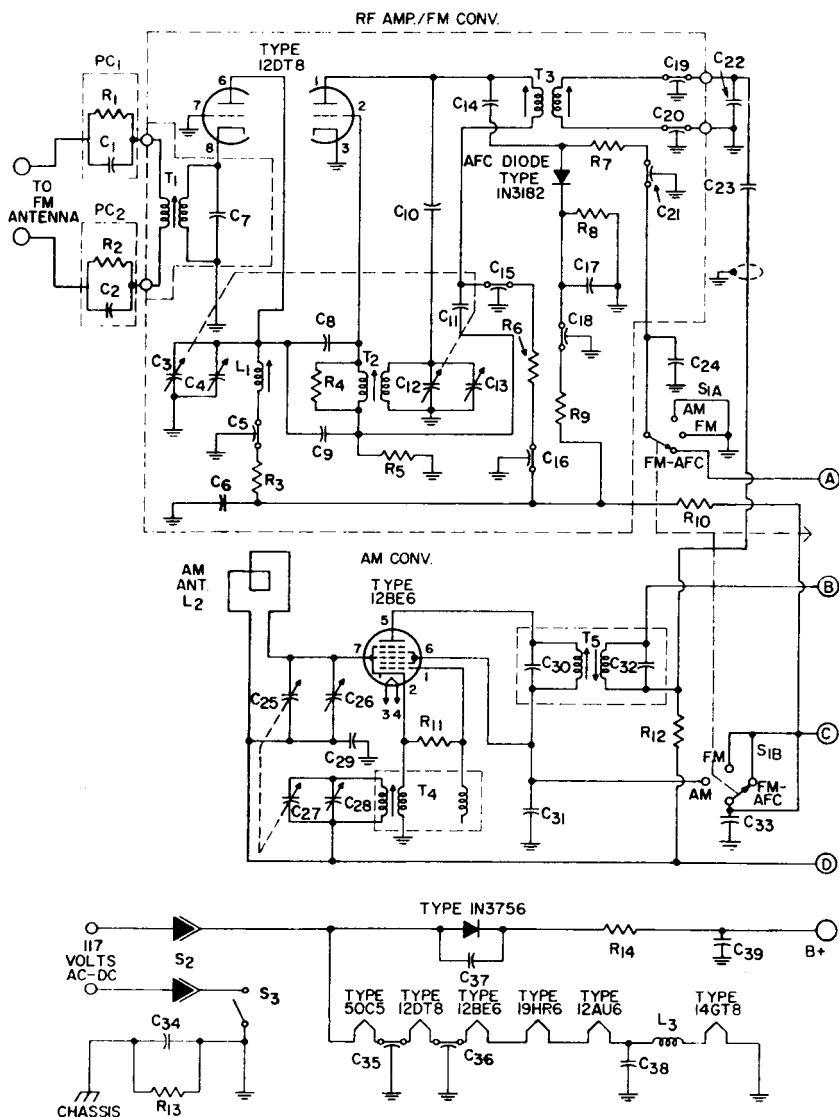 RF AMP./FM CONV.
PC1
R1
C1
TO
FM
ANTENNA
PC2
R2
C2
T1
TYPE
12DT8
6
7
8
C7
1
2
3
C14
T3
C19
C20
C22
C23
AFC DIODE
TYPE
1N3182
R7
C21
R8
C17
C10
C15
C11
C18
R6
R9
C24
S1A
AM
FM
FM-AFC
A
C3
C4
L1
C8
R4
T2
C12
C13
C5
C9
R5
C16
C6
R3
R10
AM
ANT.
L2
AM CONV.
TYPE
12BE6
5
7
6
2
1
3 4
B
T5
C30
C32
C25
C26
R11
C29
R12
C27
C28
T4
C31
FM
S1B
C
AM
FM-
AFC
C33
D
117
VOLTS
AC-DC
S2
S3
TYPE 1N3756
C37
R14
C39
B+
C34
R13
CHASSIS
TYPE
50C5
TYPE
12DT8
TYPE
12BE6
TYPE
19HR6
TYPE
12AU6
L3
TYPE
14GT8
C35
C36
C38